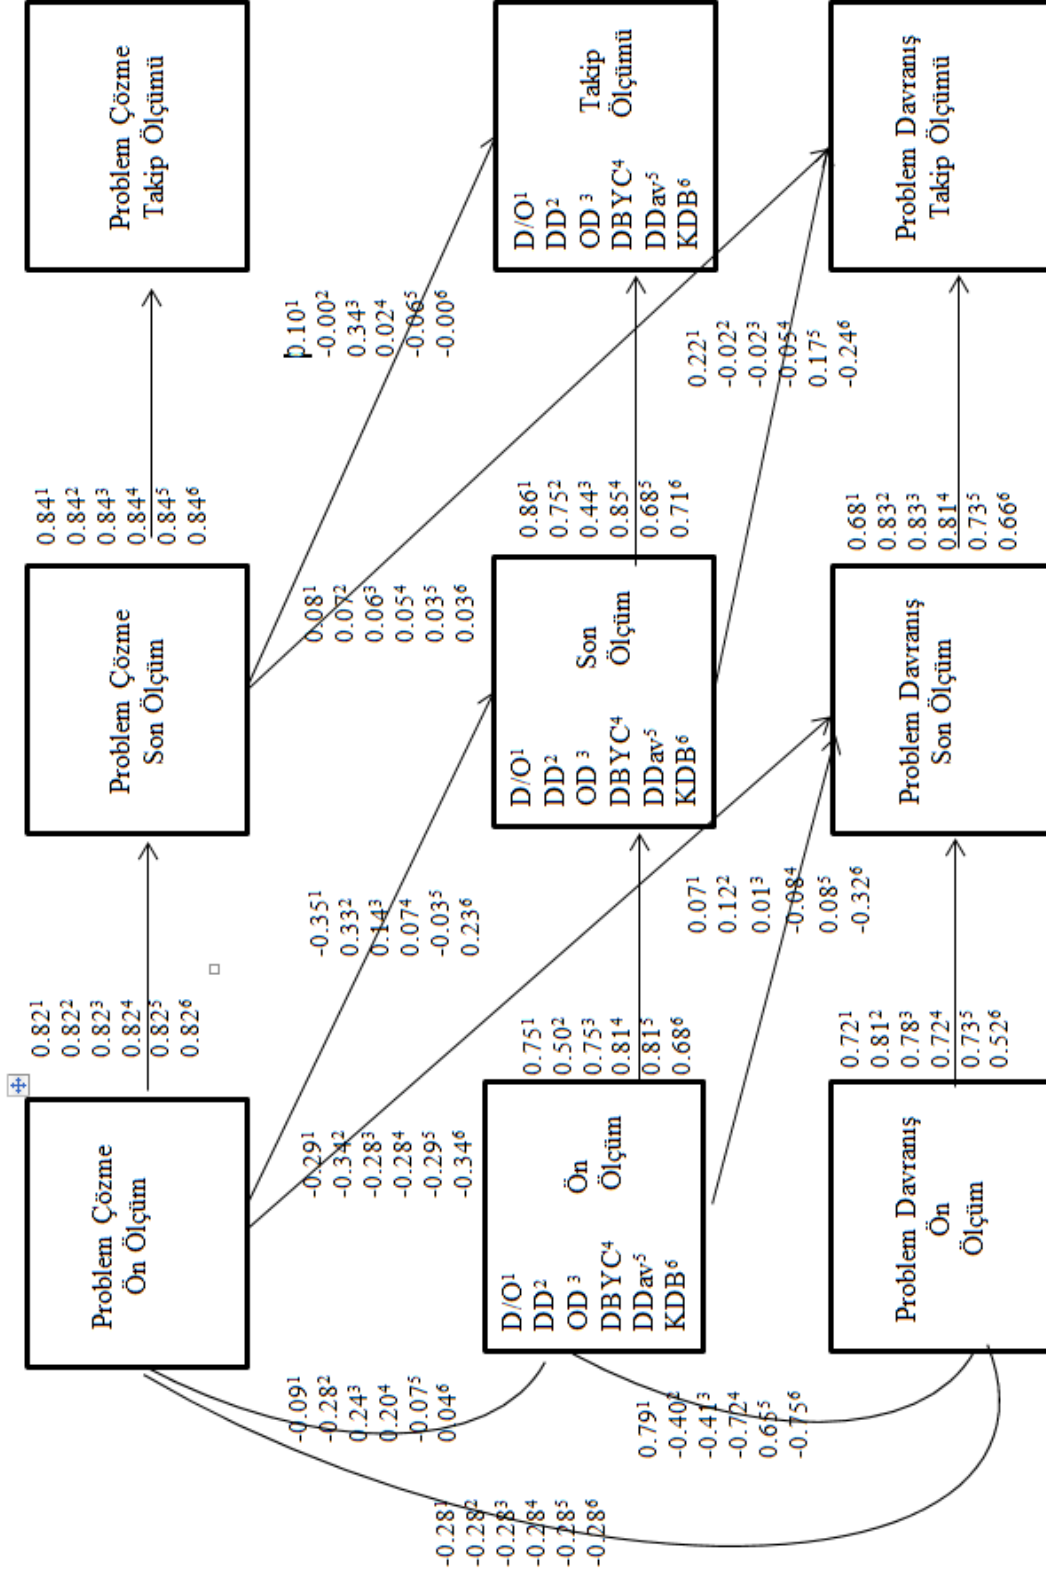 Problem Çözme
Ön Ölçüm
0.82¹
0.82²
0.82³
0.82⁴
0.82⁵
0.82⁶
Problem Çözme
Son Ölçüm
0.84¹
0.84²
0.84³
0.84⁴
0.84⁵
0.84⁶
Problem Çözme
Takip Ölçümü
-0.09¹
-0.28²
0.24³
0.20⁴
-0.07⁵
0.04⁶
-0.29¹
-0.34²
-0.28³
-0.28⁴
-0.29⁵
-0.34⁶
-0.35¹
0.33²
0.14³
0.07⁴
-0.03⁵
0.23⁶
0.08¹
0.07²
0.06³
0.05⁴
0.03⁵
0.03⁶
0.10¹
-0.00²
0.34³
0.02⁴
-0.06⁵
-0.00⁶
-0.28¹
-0.28²
-0.28³
-0.28⁴
-0.28⁵
-0.28⁶
D/O¹
DD²
OD ³ Ön
DBYC⁴ Ölçüm
DDav⁵
KDB⁶
0.75¹
0.50²
0.75³
0.81⁴
0.81⁵
0.68⁶
D/O¹
DD²
OD ³ Son
DBYC⁴ Ölçüm
DDav⁵
KDB⁶
0.86¹
0.75²
0.44³
0.85⁴
0.68⁵
0.71⁶
D/O¹
DD²
OD ³ Takip
DBYC⁴ Ölçümü
DDav⁵
KDB⁶
0.79¹
-0.40²
-0.41³
-0.72⁴
0.65⁵
-0.75⁶
0.07¹
0.12²
0.01³
-0.08⁴
0.08⁵
-0.32⁶
0.22¹
-0.02²
-0.02³
-0.05⁴
0.17⁵
-0.24⁶
Problem Davranış
Ön
Ölçüm
0.72¹
0.81²
0.78³
0.72⁴
0.73⁵
0.52⁶
Problem Davranış
Son Ölçüm
0.68¹
0.83²
0.83³
0.81⁴
0.73⁵
0.66⁶
Problem Davranış
Takip Ölçümü